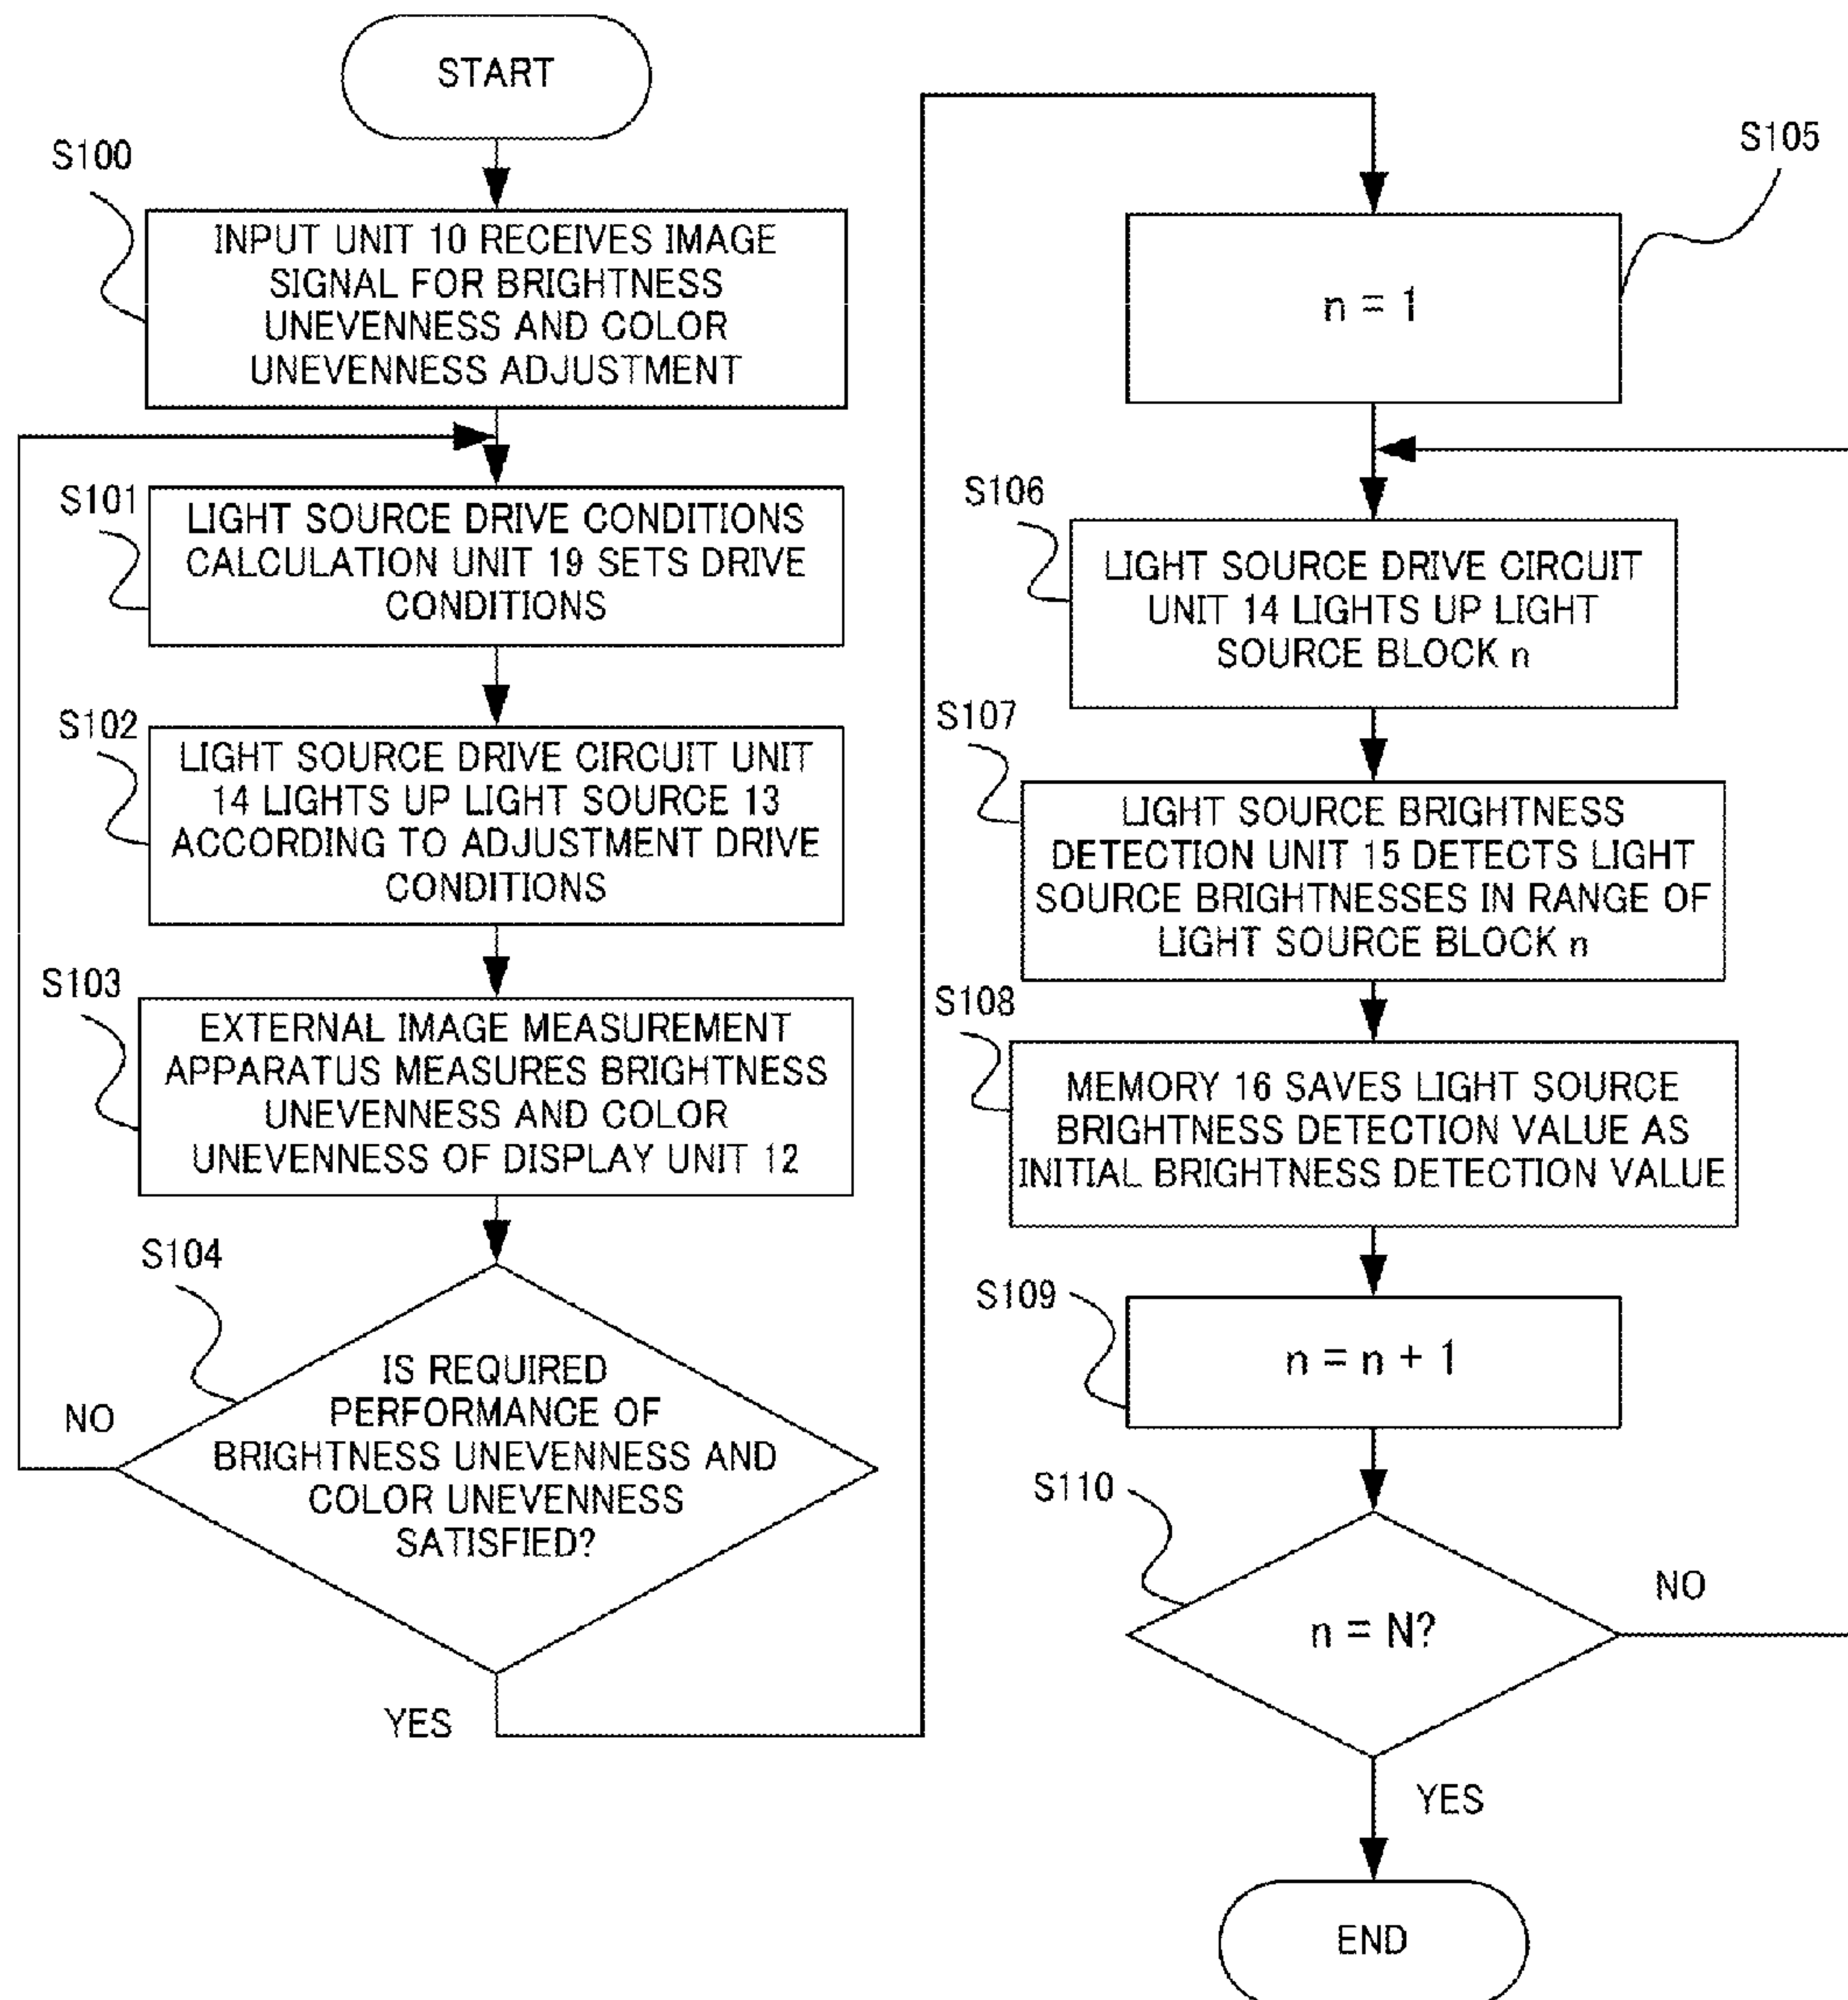 START
S100
INPUT UNIT 10 RECEIVES IMAGE
SIGNAL FOR BRIGHTNESS
UNEVENNESS AND COLOR
UNEVENNESS ADJUSTMENT
S101
LIGHT SOURCE DRIVE CONDITIONS
CALCULATION UNIT 19 SETS DRIVE
CONDITIONS
S102
LIGHT SOURCE DRIVE CIRCUIT UNIT
14 LIGHTS UP LIGHT SOURCE 13
ACCORDING TO ADJUSTMENT DRIVE
CONDITIONS
S103
EXTERNAL IMAGE MEASUREMENT
APPARATUS MEASURES BRIGHTNESS
UNEVENNESS AND COLOR
UNEVENNESS OF DISPLAY UNIT 12
S104
IS REQUIRED
PERFORMANCE OF
BRIGHTNESS UNEVENNESS AND
COLOR UNEVENNESS
SATISFIED?
NO
YES
S105
n = 1
S106
LIGHT SOURCE DRIVE CIRCUIT
UNIT 14 LIGHTS UP LIGHT
SOURCE BLOCK n
S107
LIGHT SOURCE BRIGHTNESS
DETECTION UNIT 15 DETECTS LIGHT
SOURCE BRIGHTNESSES IN RANGE OF
LIGHT SOURCE BLOCK n
S108
MEMORY 16 SAVES LIGHT SOURCE
BRIGHTNESS DETECTION VALUE AS
INITIAL BRIGHTNESS DETECTION VALUE
S109
n = n + 1
S110
n = N?
NO
YES
END